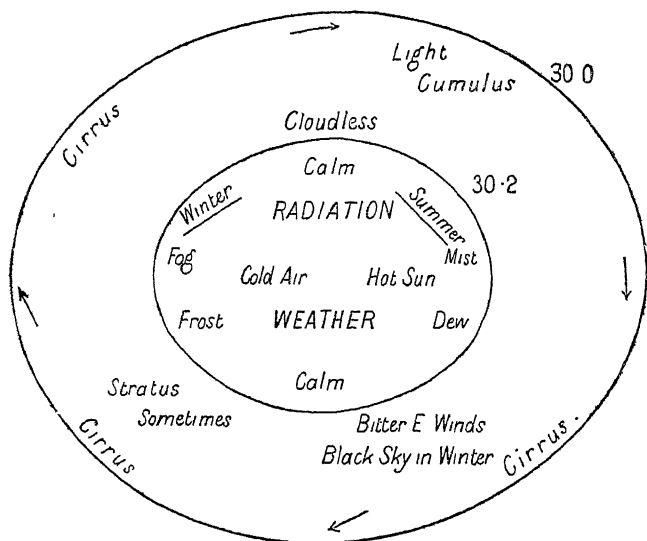 Light
Cumulus
30 0
Cirrus
Cloudless
Calm
30·2
Winter
RADIATION
Summer
Fog
Mist
Cold Air
Hot Sun
Frost
WEATHER
Dew
Calm
Stratus
Sometimes
Bitter E Winds
Black Sky in Winter
Cirrus
Cirrus.